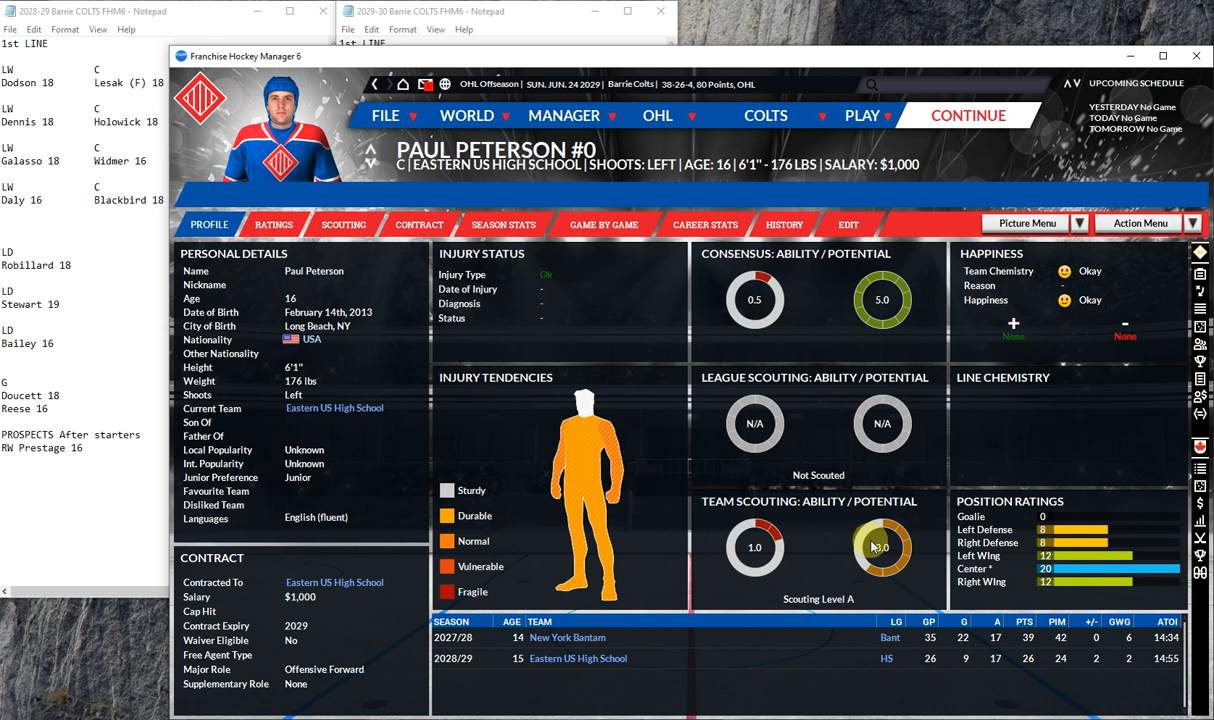 2028-29 Barrie COLTS FHM6 - Notepad
File Edit Format View Help
1st LINE
LW C
Dodson 18 Lesak (F) 18
LW C
Dennis 18 Holowick 18
LW C
Galasso 18 Widmer 16
LW C
Daly 16 Blackbird 18
LD
Robillard 18
LD
Stewart 19
LD
Bailey 16
G
Doucett 18
Reese 16
PROSPECTS After starters
RW Prestage 16
2029-30 Barrie COLTS FHM6 - Notepad
File Edit Format View Help
1st LINE
Franchise Hockey Manager 6
OHL Offseason | SUN. JUN. 24 2029 | Barrie Colts | 38-26-4, 80 Points, OHL
UPCOMING SCHEDULE
YESTERDAY No Game
TODAY No Game
TOMORROW No Game
FILE WORLD MANAGER OHL COLTS PLAY CONTINUE
PAUL PETERSON #0
C | EASTERN US HIGH SCHOOL | SHOOTS: LEFT | AGE: 16 | 6'1" - 176 LBS | SALARY: $1,000
PROFILE RATINGS SCOUTING CONTRACT SEASON STATS GAME BY GAME CAREER STATS HISTORY EDIT Picture Menu Action Menu
PERSONAL DETAILS
Name Paul Peterson
Nickname
Age 16
Date of Birth February 14th, 2013
City of Birth Long Beach, NY
Nationality USA
Other Nationality
Height 6'1"
Weight 176 lbs
Shoots Left
Current Team Eastern US High School
Son Of
Father Of
Local Popularity Unknown
Int. Popularity Unknown
Junior Preference Junior
Favourite Team
Disliked Team
Languages English (fluent)
CONTRACT
Contracted To Eastern US High School
Salary $1,000
Cap Hit
Contract Expiry 2029
Waiver Eligible No
Free Agent Type
Major Role Offensive Forward
Supplementary Role None
INJURY STATUS
Injury Type Ok
Date of Injury -
Diagnosis -
Status -
INJURY TENDENCIES
Sturdy
Durable
Normal
Vulnerable
Fragile
CONSENSUS: ABILITY / POTENTIAL
0.5 5.0
LEAGUE SCOUTING: ABILITY / POTENTIAL
N/A N/A
Not Scouted
TEAM SCOUTING: ABILITY / POTENTIAL
1.0
Scouting Level A
HAPPINESS
Team Chemistry Okay
Reason -
Happiness Okay
+ -
None None
LINE CHEMISTRY
POSITION RATINGS
Goalie 0
Left Defense 8
Right Defense 8
Left Wing 12
Center * 20
Right Wing 12
SEASON AGE TEAM LG GP G A PTS PIM +/- GWG ATOI
2027/28 14 New York Bantam Bant 35 22 17 39 42 0 6 14:34
2028/29 15 Eastern US High School HS 26 9 17 26 24 2 2 14:55